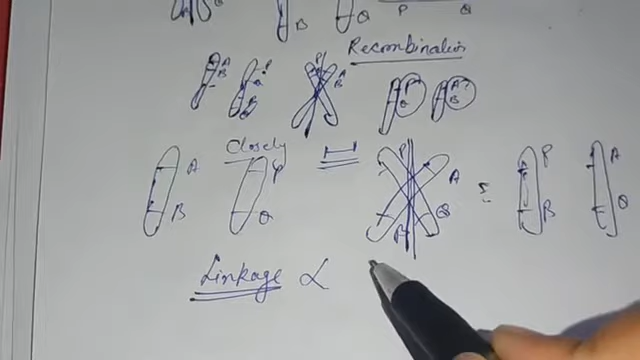 B Q P Q
Recombination
A P P A P A
B Q B Q B
Closely
A P P A P A
B Q B Q B Q
Linkage ∝